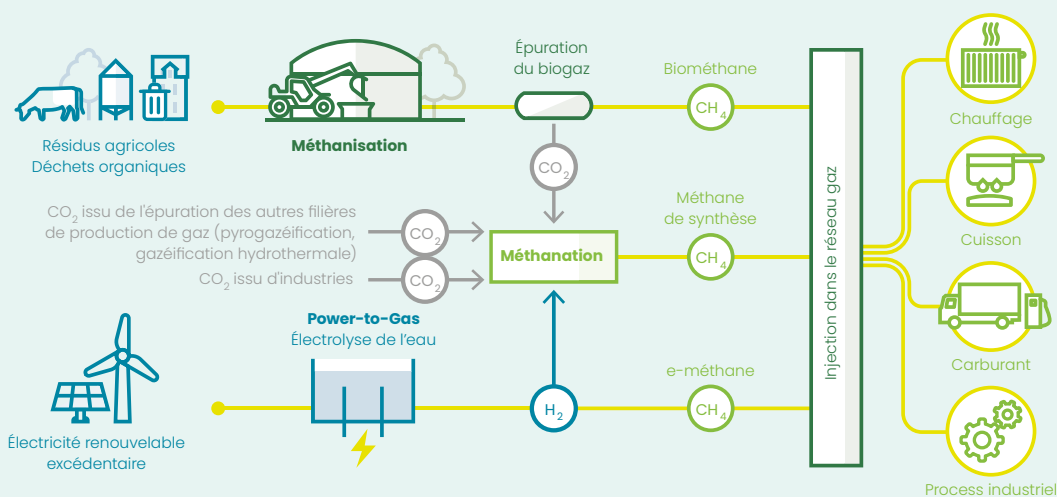 Résidus agricoles
Déchets organiques
Méthanisation
Épuration
du biogaz
Biométhane
CH4
CO2
CO2 issu de l'épuration des autres filières
de production de gaz (pyrogazéification,
gazéification hydrothermale)
CO2
CO2 issu d'industries
CO2
Méthanation
Méthane
de synthèse
CH4
Power-to-Gas
Électrolyse de l'eau
Électricité renouvelable
excédentaire
H2
e-méthane
CH4
Injection dans le réseau gaz
Chauffage
Cuisson
Carburant
Process industriel